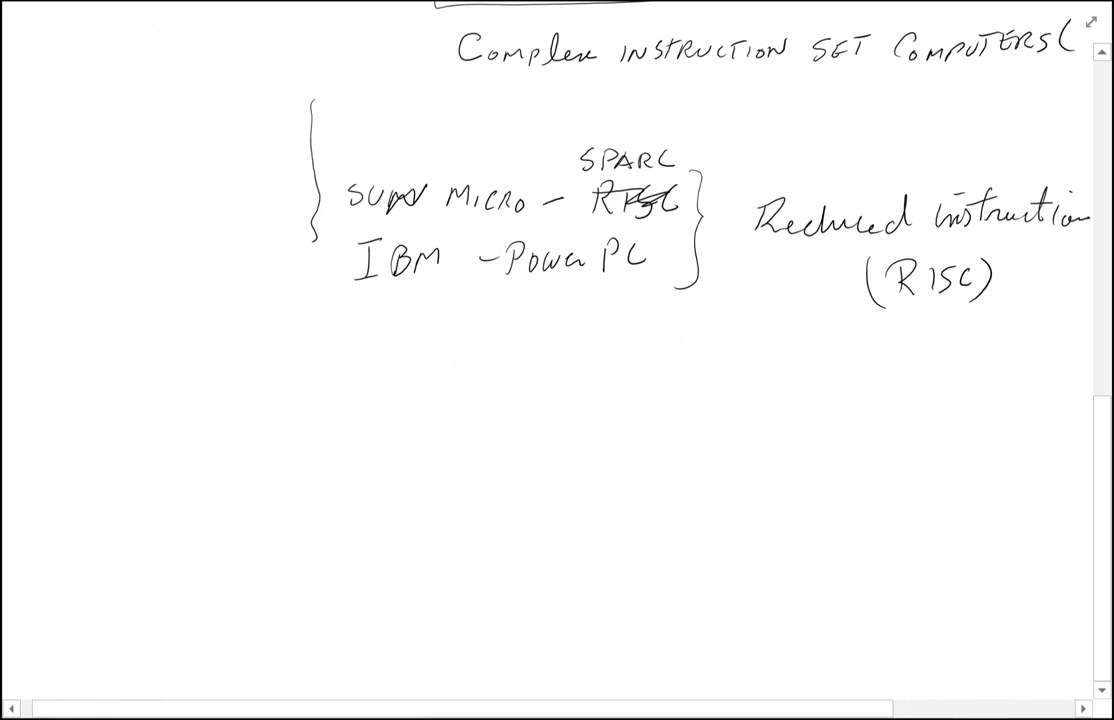 Complex INSTRUCTION SET COMPUTERS (
SPARC
SUN MICRO - RISC
IBM - Power PC
Reduced instruction
(RISC)